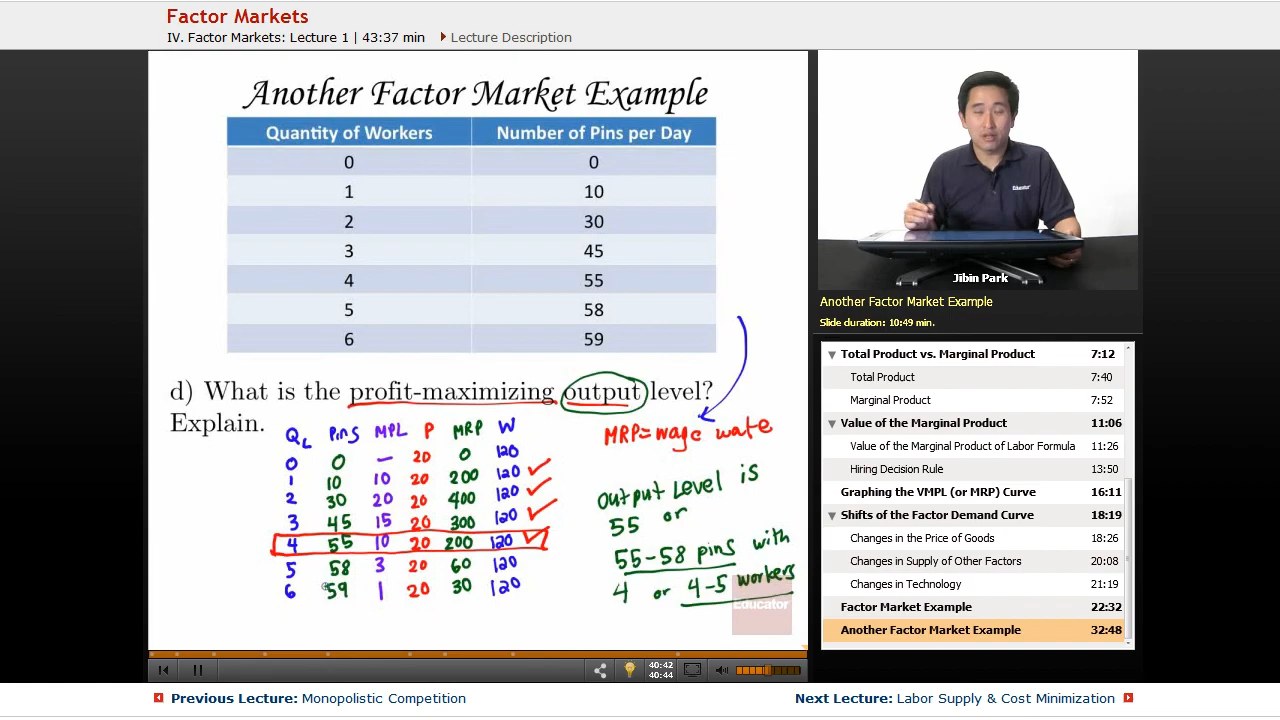 Factor Markets
IV. Factor Markets: Lecture 1 | 43:37 min Lecture Description
Another Factor Market Example
Quantity of Workers Number of Pins per Day
0 0
1 10
2 30
3 45
4 55
5 58
6 59
d) What is the profit-maximizing output level?
Explain.
QL Pins MPL P MRP W
0 0 – 20 0 120
1 10 10 20 200 120
2 30 20 20 400 120
3 45 15 20 300 120
4 55 10 20 200 120
5 58 3 20 60 120
6 59 1 20 30 120
MRP=wage wate
output Level is
55 or
55-58 pins with
4 or 4-5 workers
Educator
40:42
40:44
Educator
Jibin Park
Another Factor Market Example
Slide duration: 10:49 min.
Total Product vs. Marginal Product 7:12
Total Product 7:40
Marginal Product 7:52
Value of the Marginal Product 11:06
Value of the Marginal Product of Labor Formula 11:26
Hiring Decision Rule 13:50
Graphing the VMPL (or MRP) Curve 16:11
Shifts of the Factor Demand Curve 18:19
Changes in the Price of Goods 18:26
Changes in Supply of Other Factors 20:08
Changes in Technology 21:19
Factor Market Example 22:32
Another Factor Market Example 32:48
Previous Lecture: Monopolistic Competition Next Lecture: Labor Supply & Cost Minimization